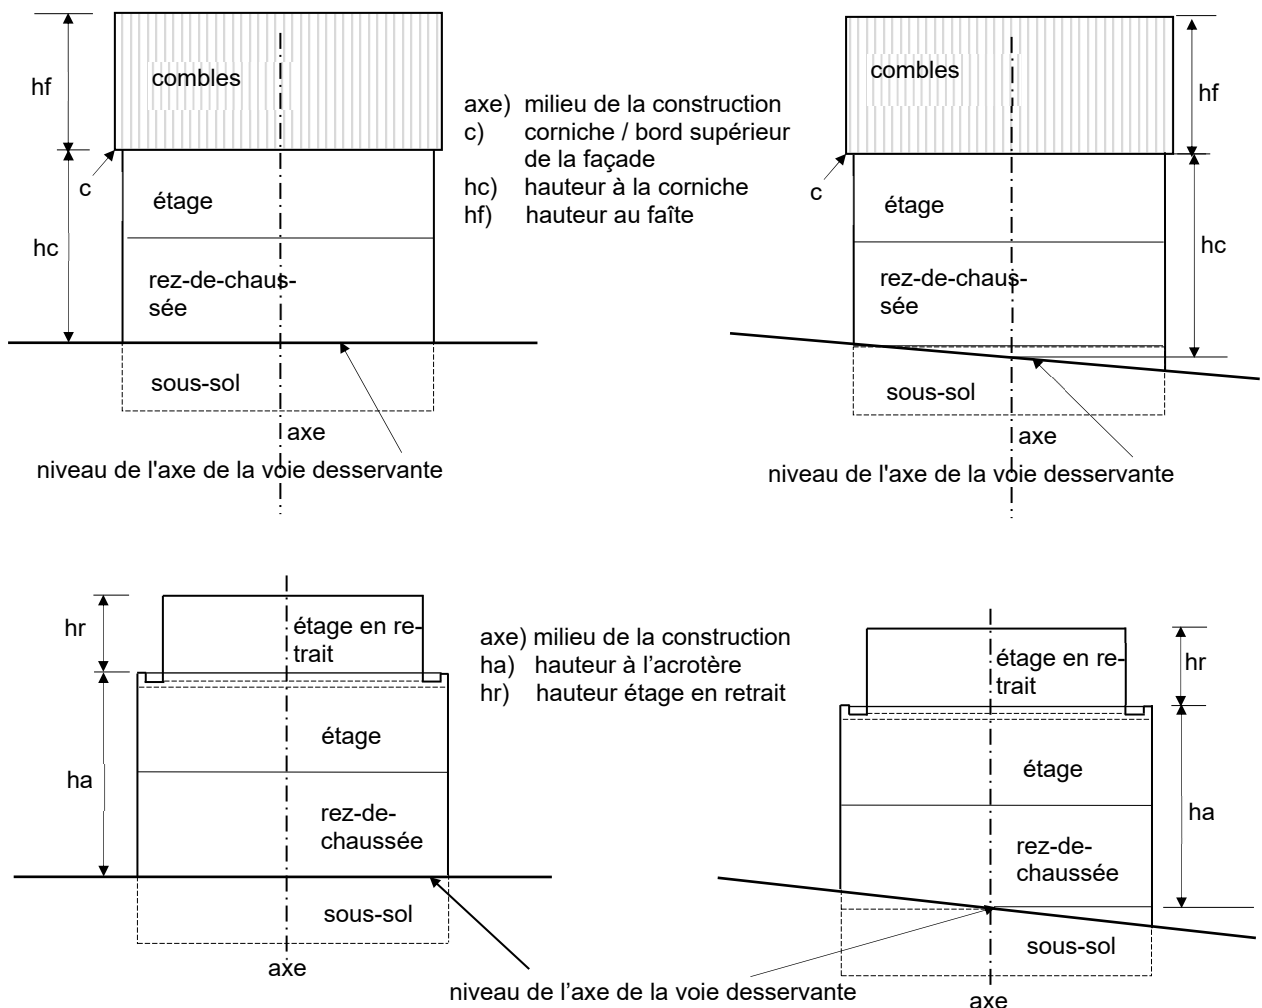 hf
combles
c
étage
hc
rez-de-chaus-
sée
sous-sol
axe
niveau de l'axe de la voie desservante
axe) milieu de la construction
c) corniche / bord supérieur
de la façade
hc) hauteur à la corniche
hf) hauteur au faîte
combles
hf
c
étage
hc
rez-de-chaus-
sée
sous-sol
axe
niveau de l'axe de la voie desservante
hr
étage en re-
trait
étage
ha
rez-de-
chaussée
sous-sol
axe
axe) milieu de la construction
ha) hauteur à l’acrotère
hr) hauteur étage en retrait
étage en re-
trait
hr
étage
ha
rez-de-
chaussée
sous-sol
axe
niveau de l’axe de la voie desservante